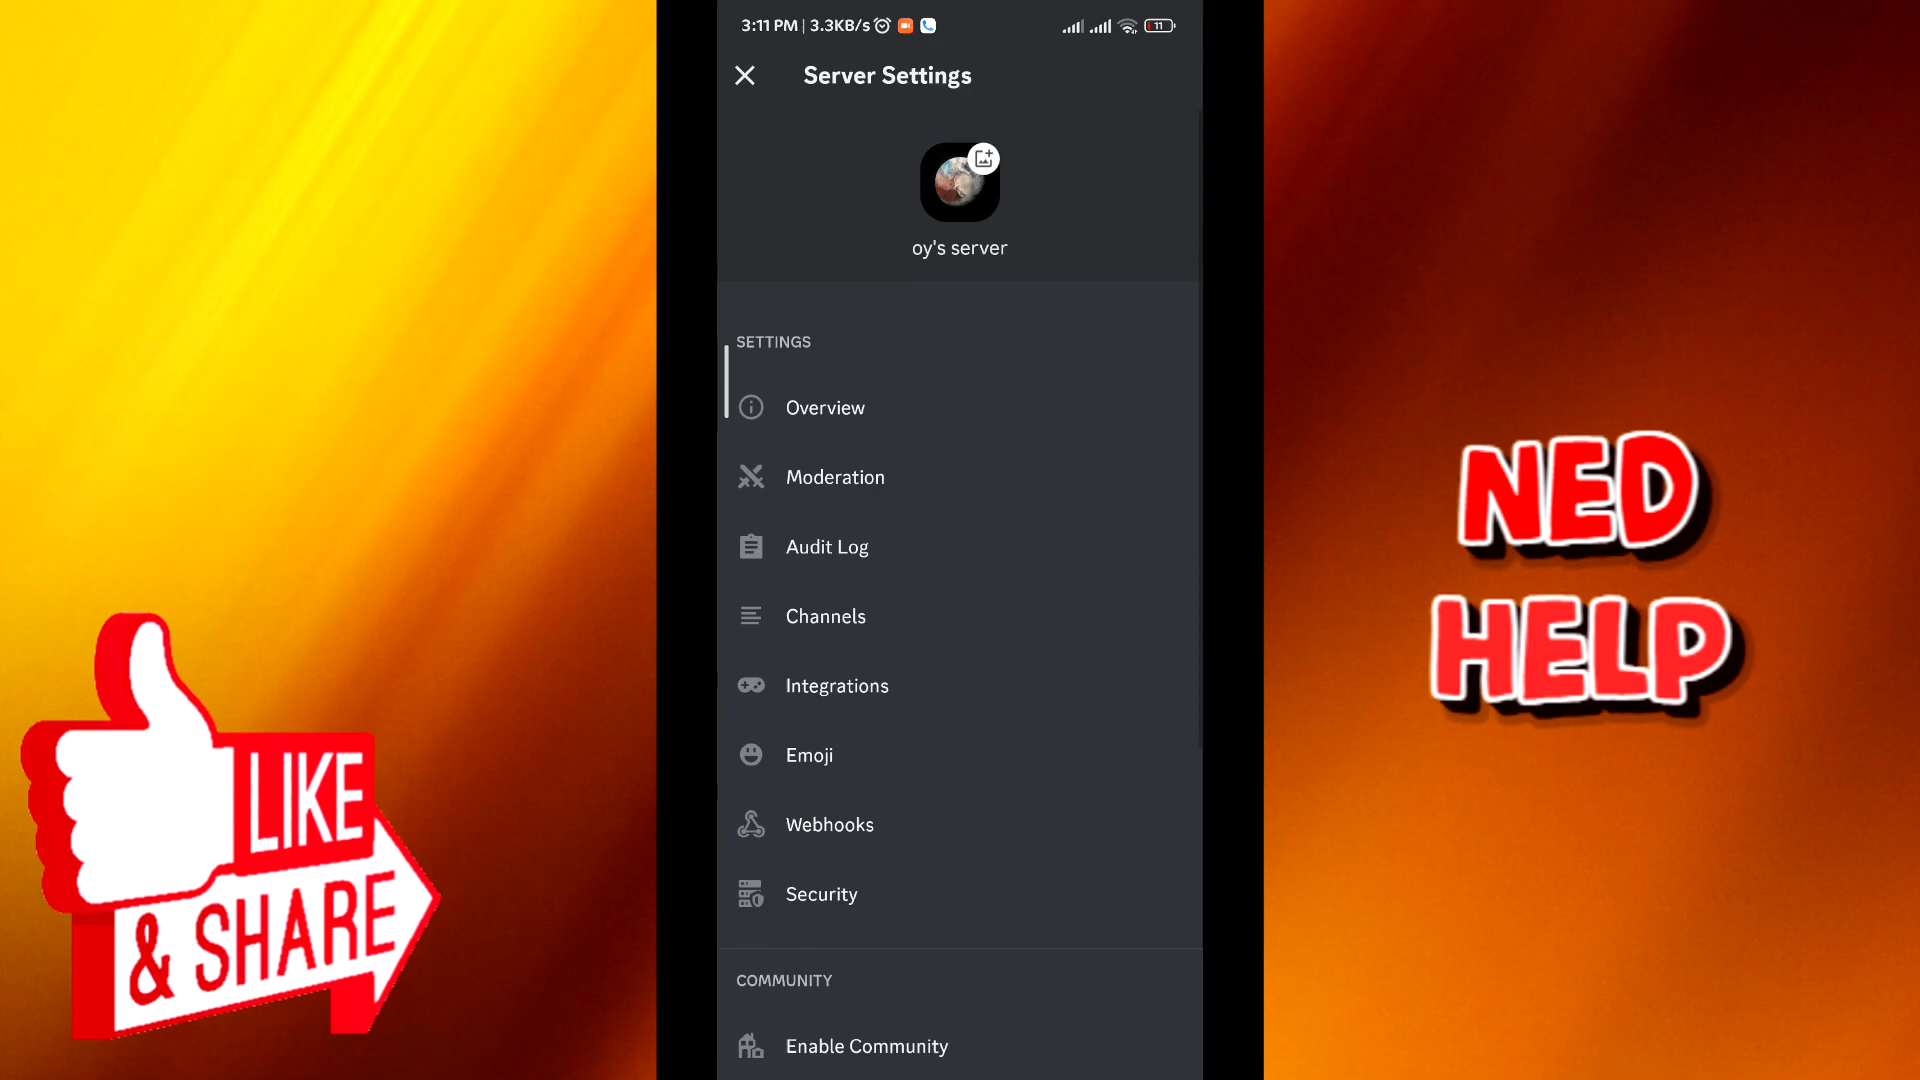 3:11 PM | 3.3KB/s
11
Server Settings
oy's server
SETTINGS
Overview
Moderation
Audit Log
Channels
Integrations
Emoji
Webhooks
Security
COMMUNITY
Enable Community
LIKE
& SHARE
NED
HELP